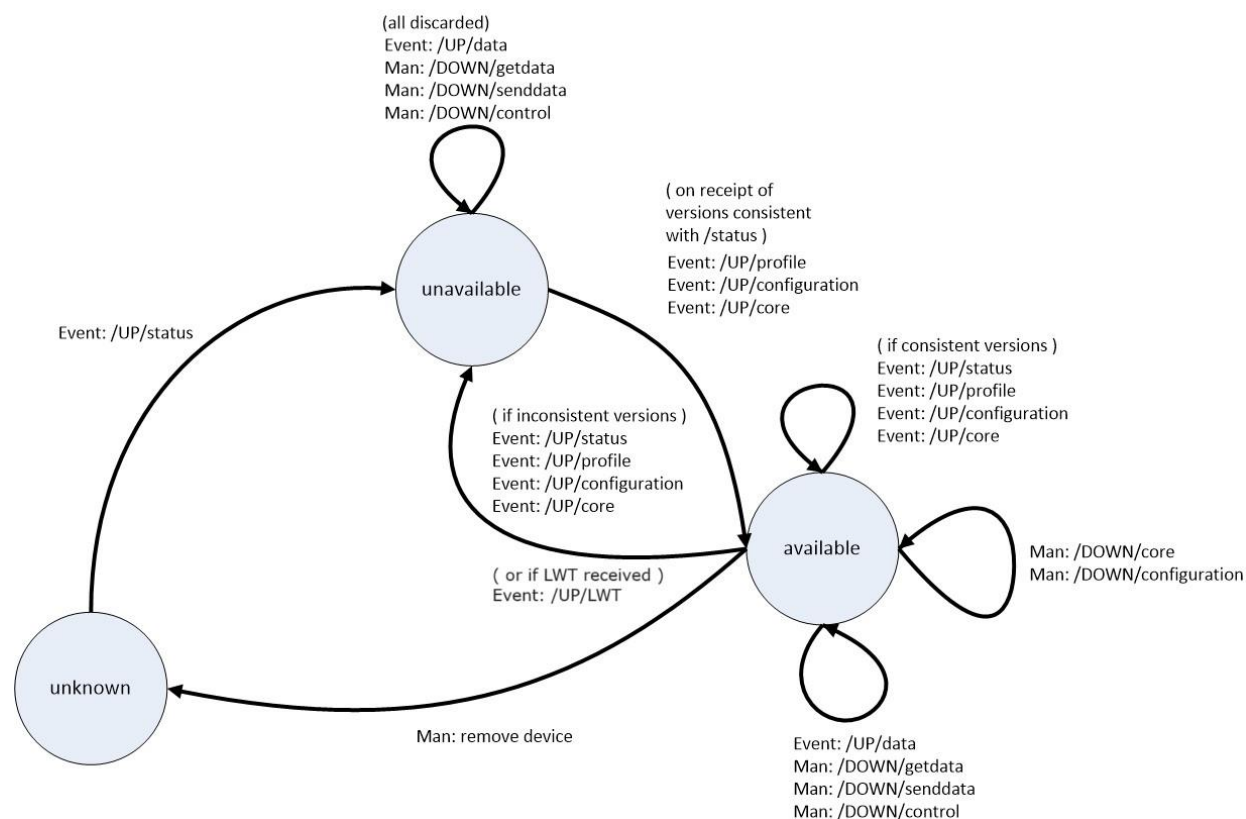 (all discarded)
Event: /UP/data
Man: /DOWN/getdata
Man: /DOWN/senddata
Man: /DOWN/control
( on receipt of
versions consistent
with /status )
Event: /UP/profile
Event: /UP/configuration
Event: /UP/core
unavailable
Event: /UP/status
( if consistent versions )
Event: /UP/status
Event: /UP/profile
Event: /UP/configuration
Event: /UP/core
( if inconsistent versions )
Event: /UP/status
Event: /UP/profile
Event: /UP/configuration
Event: /UP/core
available
Man: /DOWN/core
Man: /DOWN/configuration
( or if LWT received )
Event: /UP/LWT
unknown
Man: remove device
Event: /UP/data
Man: /DOWN/getdata
Man: /DOWN/senddata
Man: /DOWN/control